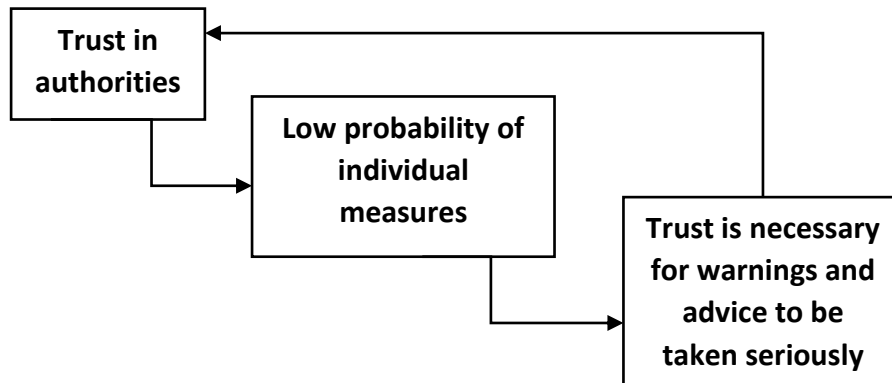 Trust in
authorities
Low probability of
individual
measures
Trust is necessary
for warnings and
advice to be
taken seriously